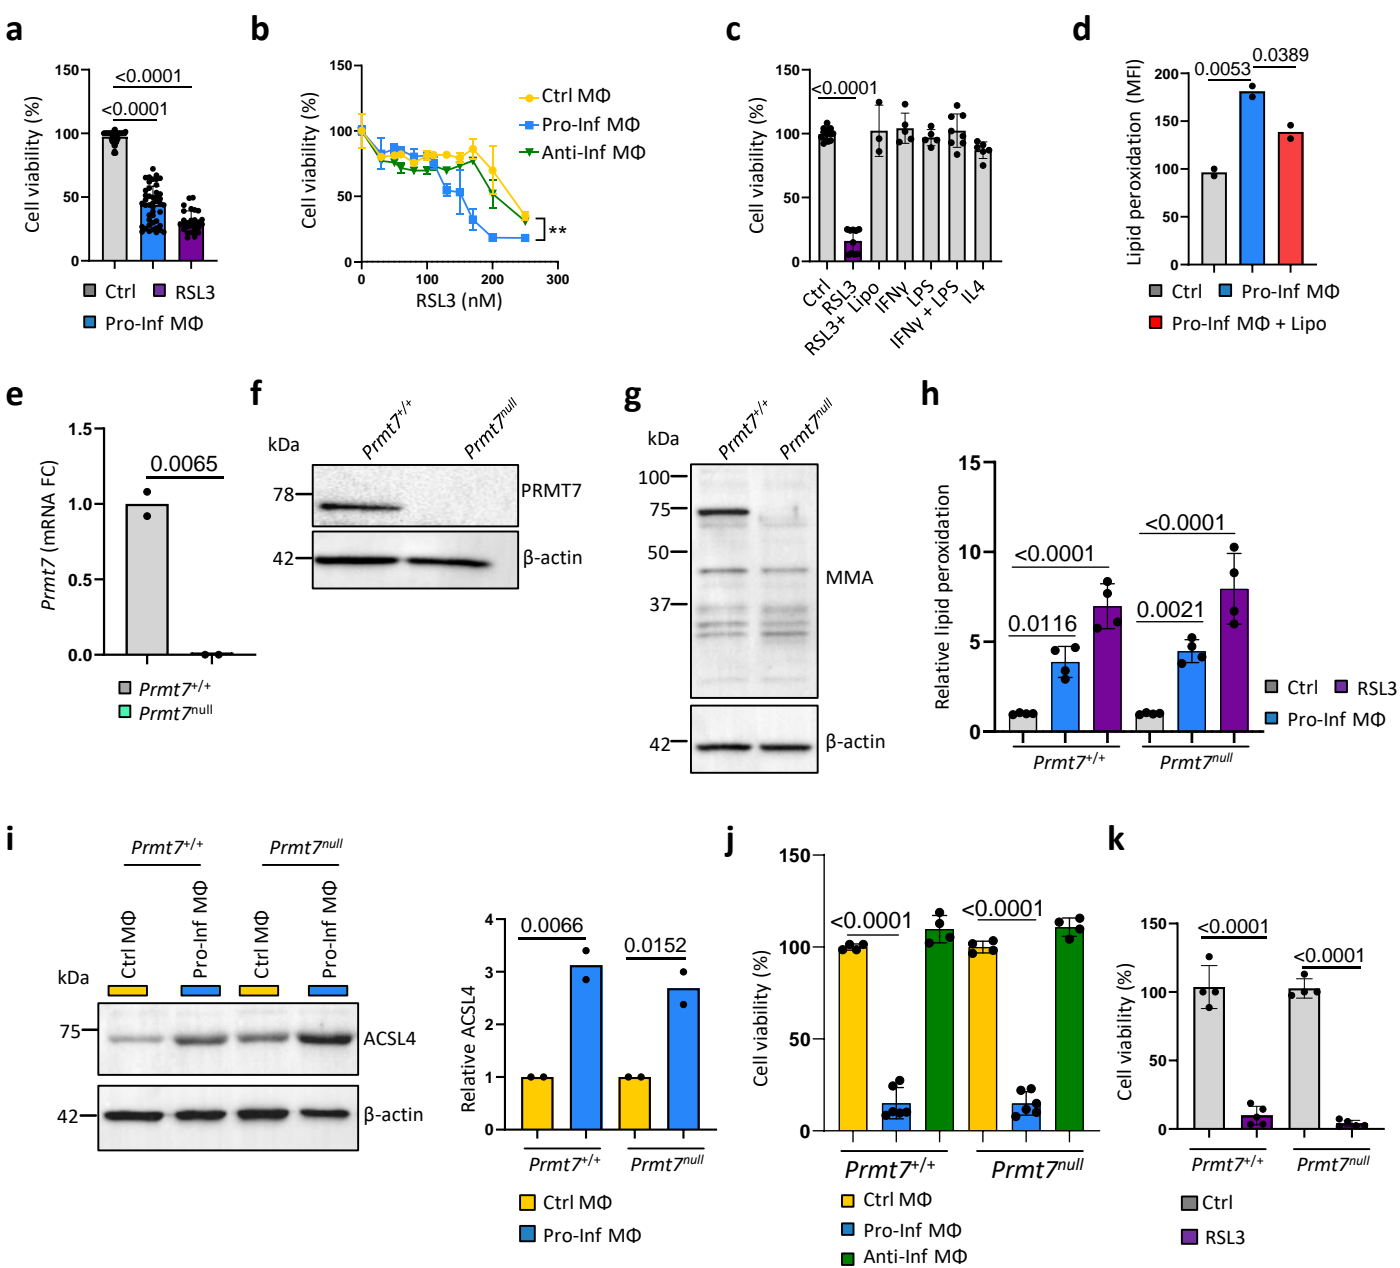 a
Cell viability (%)
150
100
50
0
<0.0001
<0.0001
Ctrl
RSL3
Pro-Inf MΦ
b
Cell viability (%)
150
100
50
0
0
100
200
300
RSL3 (nM)
Ctrl MΦ
Pro-Inf MΦ
Anti-Inf MΦ
**
c
Cell viability (%)
150
100
50
0
<0.0001
Ctrl
RSL3
RSL3+ Lipo
IFNγ
LPS
IFNγ + LPS
IL4
d
Lipid peroxidation (MFI)
200
150
100
50
0
0.0053
0.0389
Ctrl
Pro-Inf MΦ
Pro-Inf MΦ + Lipo
e
Prmt7 (mRNA FC)
1.5
1.0
0.5
0.0
0.0065
Prmt7+/+
Prmt7null
f
kDa
Prmt7+/+
Prmt7null
78
PRMT7
42
β-actin
g
kDa
Prmt7+/+
Prmt7null
100
75
50
37
MMA
42
β-actin
h
Relative lipid peroxidation
15
10
5
0
<0.0001
0.0116
<0.0001
0.0021
Prmt7+/+
Prmt7null
Ctrl
RSL3
Pro-Inf MΦ
i
Prmt7+/+
Prmt7null
Ctrl MΦ
Pro-Inf MΦ
Ctrl MΦ
Pro-Inf MΦ
kDa
75
ACSL4
42
β-actin
Relative ACSL4
4
3
2
1
0
0.0066
0.0152
Prmt7+/+
Prmt7null
Ctrl MΦ
Pro-Inf MΦ
j
Cell viability (%)
150
100
50
0
<0.0001
<0.0001
Prmt7+/+
Prmt7null
Ctrl MΦ
Pro-Inf MΦ
Anti-Inf MΦ
k
Cell viability (%)
150
100
50
0
<0.0001
<0.0001
Prmt7+/+
Prmt7null
Ctrl
RSL3